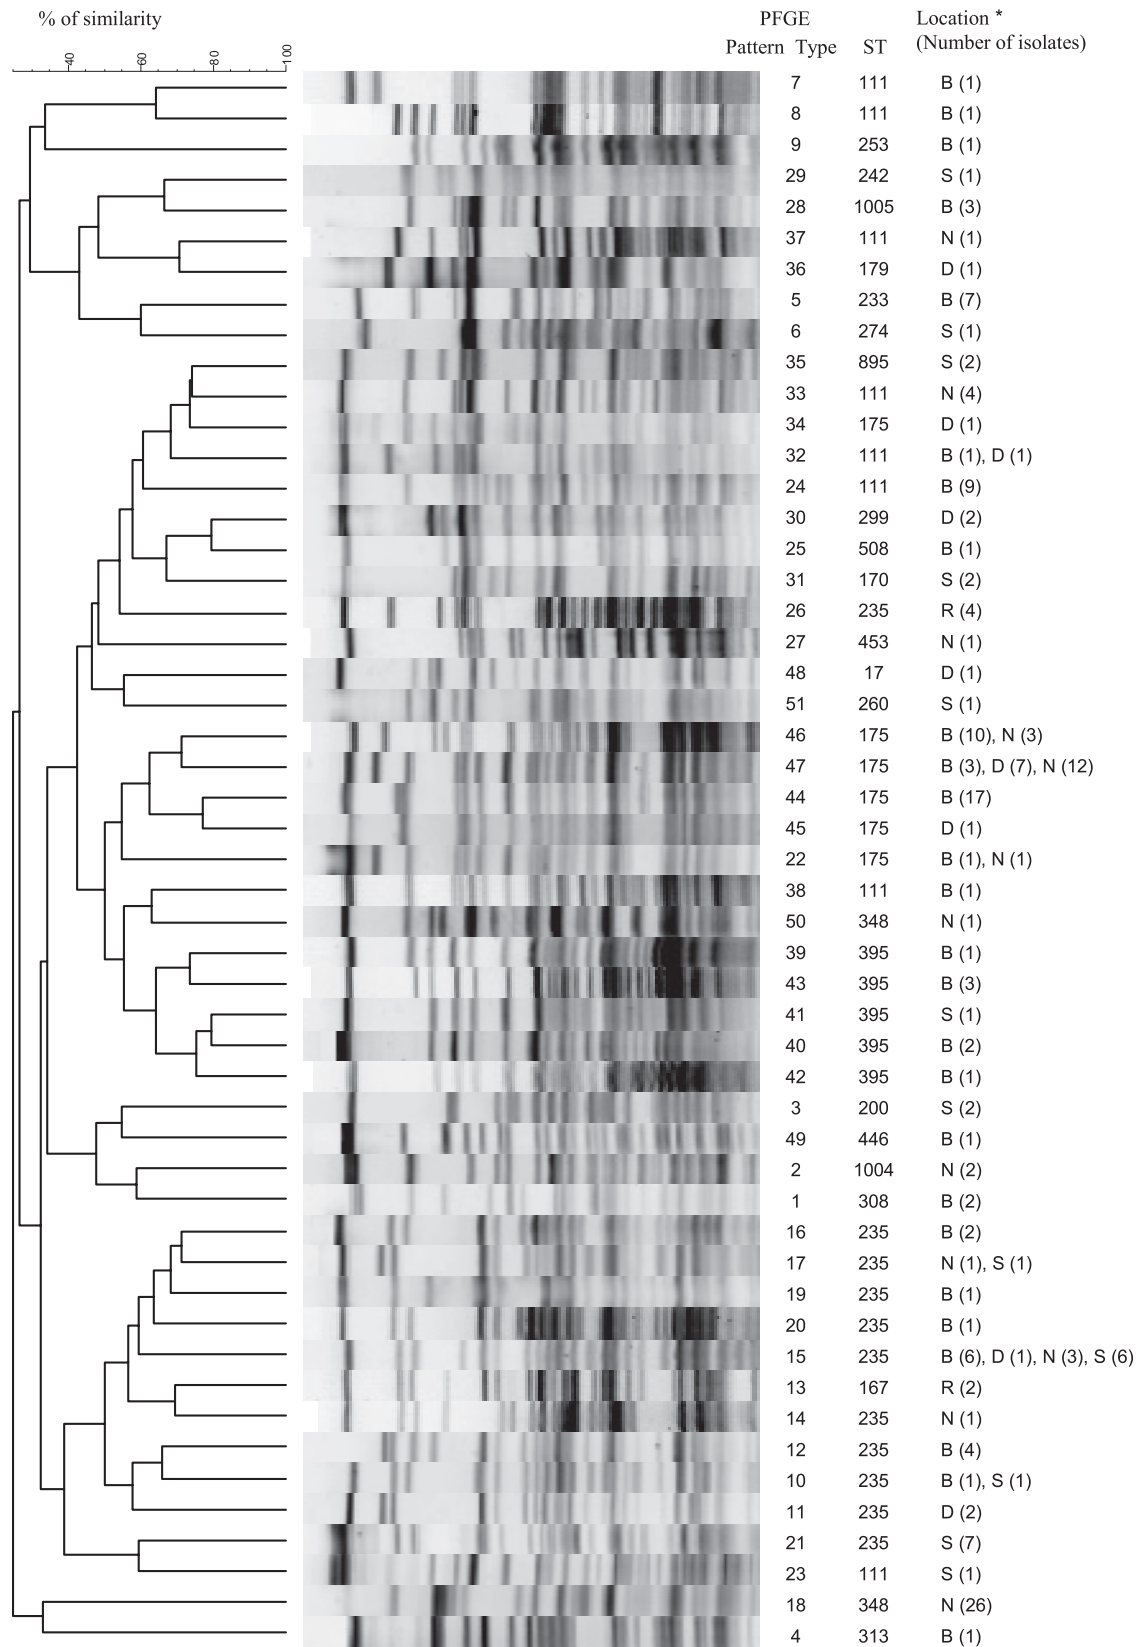 % of similarity
PFGE
Location *
Pattern Type ST (Number of isolates)
40 60 80 100
7 111 B (1)
8 111 B (1)
9 253 B (1)
29 242 S (1)
28 1005 B (3)
37 111 N (1)
36 179 D (1)
5 233 B (7)
6 274 S (1)
35 895 S (2)
33 111 N (4)
34 175 D (1)
32 111 B (1), D (1)
24 111 B (9)
30 299 D (2)
25 508 B (1)
31 170 S (2)
26 235 R (4)
27 453 N (1)
48 17 D (1)
51 260 S (1)
46 175 B (10), N (3)
47 175 B (3), D (7), N (12)
44 175 B (17)
45 175 D (1)
22 175 B (1), N (1)
38 111 B (1)
50 348 N (1)
39 395 B (1)
43 395 B (3)
41 395 S (1)
40 395 B (2)
42 395 B (1)
3 200 S (2)
49 446 B (1)
2 1004 N (2)
1 308 B (2)
16 235 B (2)
17 235 N (1), S (1)
19 235 B (1)
20 235 B (1)
15 235 B (6), D (1), N (3), S (6)
13 167 R (2)
14 235 N (1)
12 235 B (4)
10 235 B (1), S (1)
11 235 D (2)
21 235 S (7)
23 111 S (1)
18 348 N (26)
4 313 B (1)